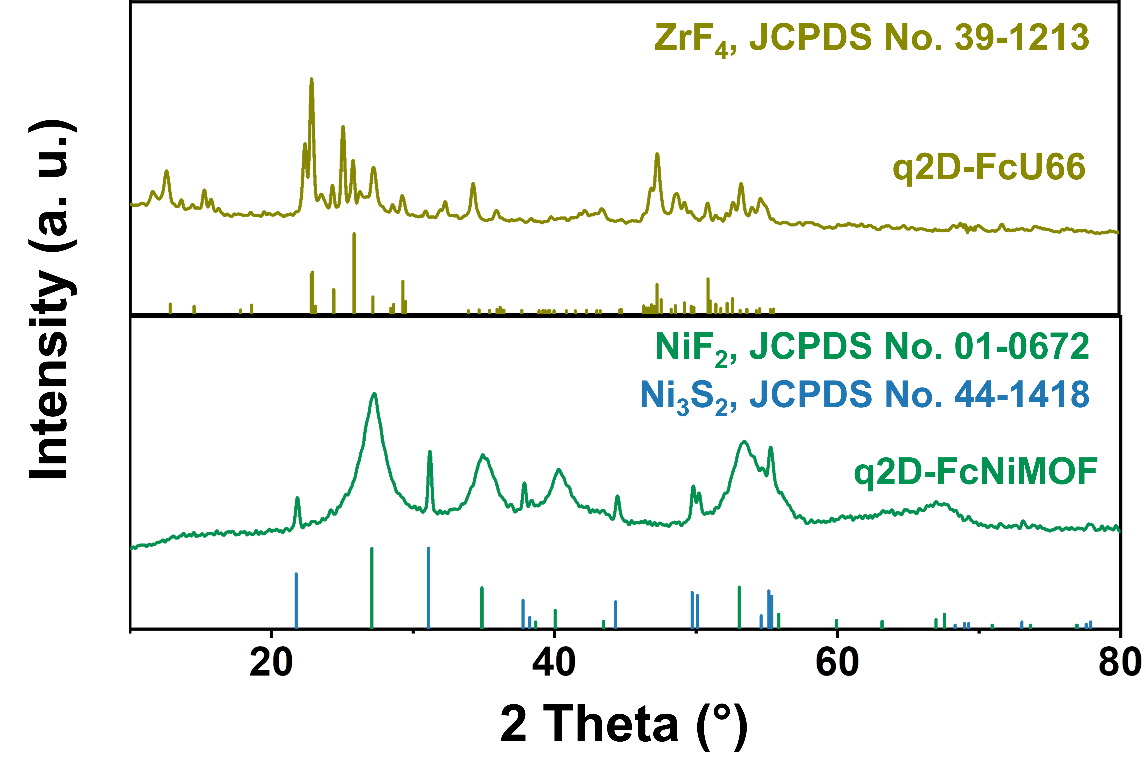 ZrF₄, JCPDS No. 39-1213
q2D-FcU66
NiF₂, JCPDS No. 01-0672
Ni₃S₂, JCPDS No. 44-1418
q2D-FcNiMOF
Intensity (a. u.)
20 40 60 80
2 Theta (°)